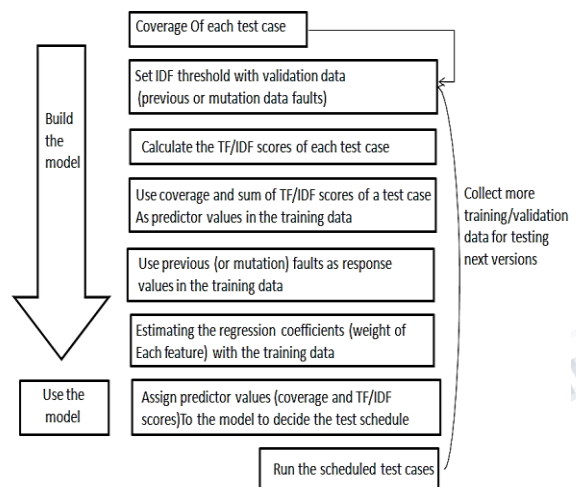 Coverage Of each test case
Set IDF threshold with validation data
(previous or mutation data faults)
Build
the
model
Calculate the TF/IDF scores of each test case
Use coverage and sum of TF/IDF scores of a test case
As predictor values in the training data
Collect more
training/validation
data for testing
next versions
Use previous (or mutation) faults as response
values in the training data
Estimating the regression coefficients (weight of
Each feature) with the training data
Use the
model
Assign predictor values (coverage and TF/IDF
scores)To the model to decide the test schedule
Run the scheduled test cases